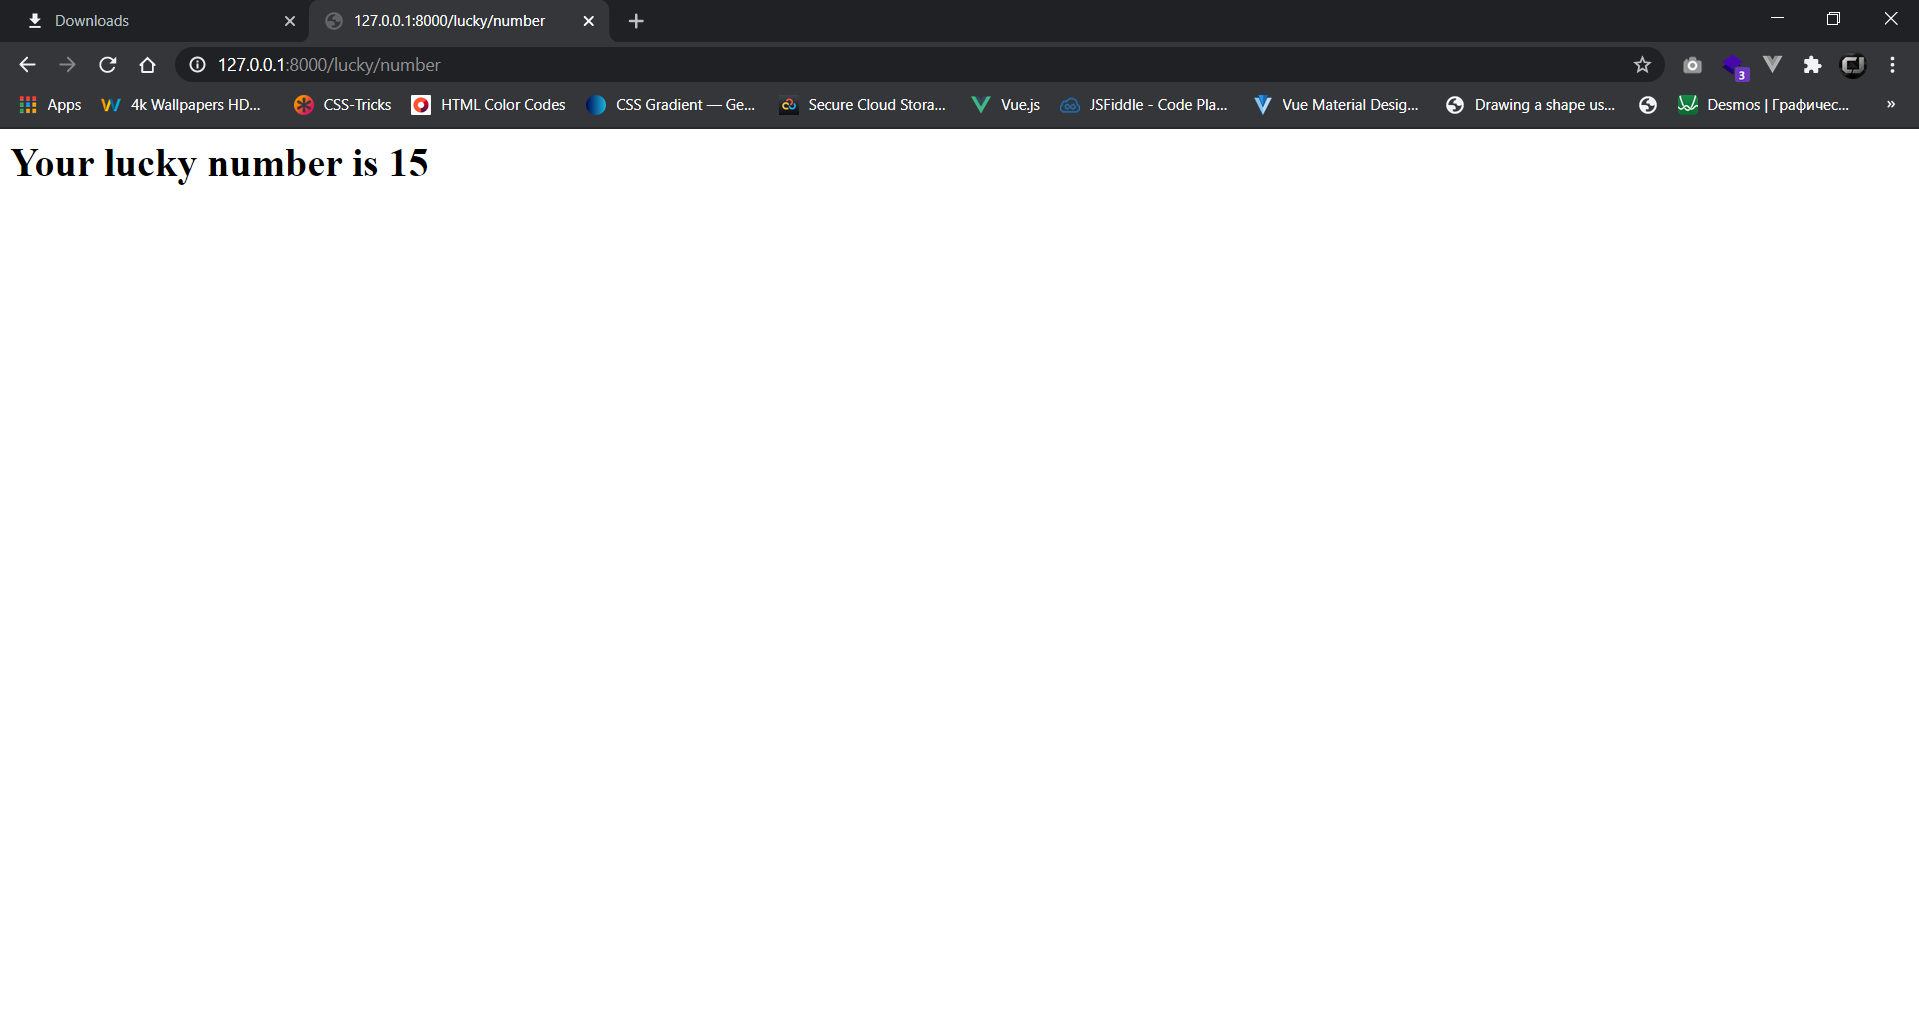 Downloads
127.0.0.1:8000/lucky/number
127.0.0.1:8000/lucky/number
3
Apps 4k Wallpapers HD... CSS-Tricks HTML Color Codes CSS Gradient — Ge... Secure Cloud Stora... Vue.js JSFiddle - Code Pla... Vue Material Desig... Drawing a shape us... Desmos | Графичес... »
Your lucky number is 15